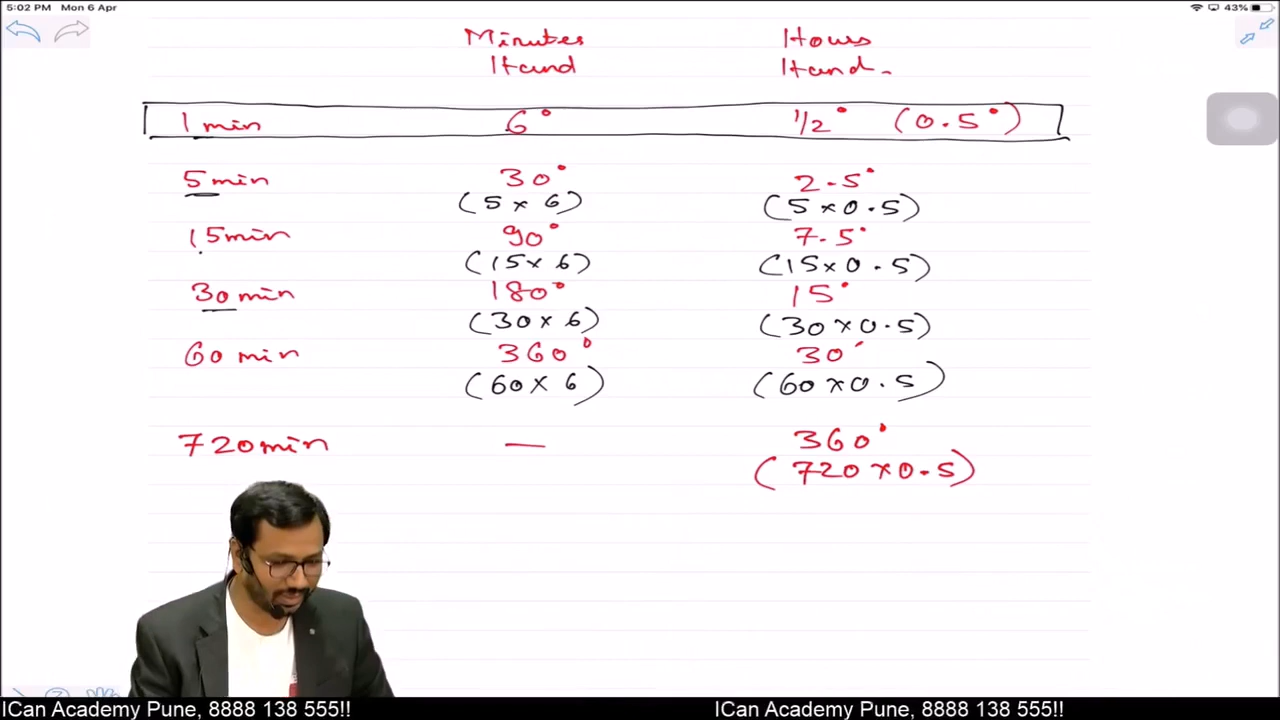 5:02 PM Mon 6 Apr 43%
Minutes Hours
Hand Hand
1 min 6° 1/2° (0.5°)
5 min 30° 2.5°
(5 × 6) (5 × 0.5)
15 min 90° 7.5°
(15 × 6) (15 × 0.5)
30 min 180° 15°
(30 × 6) (30 × 0.5)
60 min 360° 30°
(60 × 6) (60 × 0.5)
720 min — 360°
(720 × 0.5)
ICan Academy Pune, 8888 138 555!! ICan Academy Pune, 8888 138 555!!